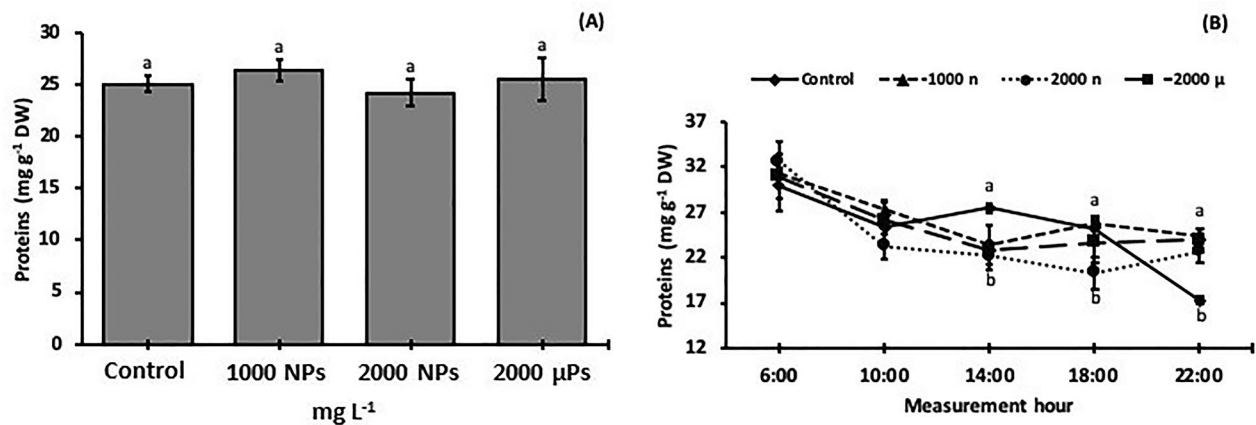 (A)
30
25
20
15
10
5
0
Proteins (mg g⁻¹ DW)
a
a
a
a
Control 1000 NPs 2000 NPs 2000 µPs
mg L⁻¹
(B)
Control 1000 n 2000 n 2000 µ
37
32
27
22
17
12
Proteins (mg g⁻¹ DW)
a
a
a
b
b
b
6:00 10:00 14:00 18:00 22:00
Measurement hour